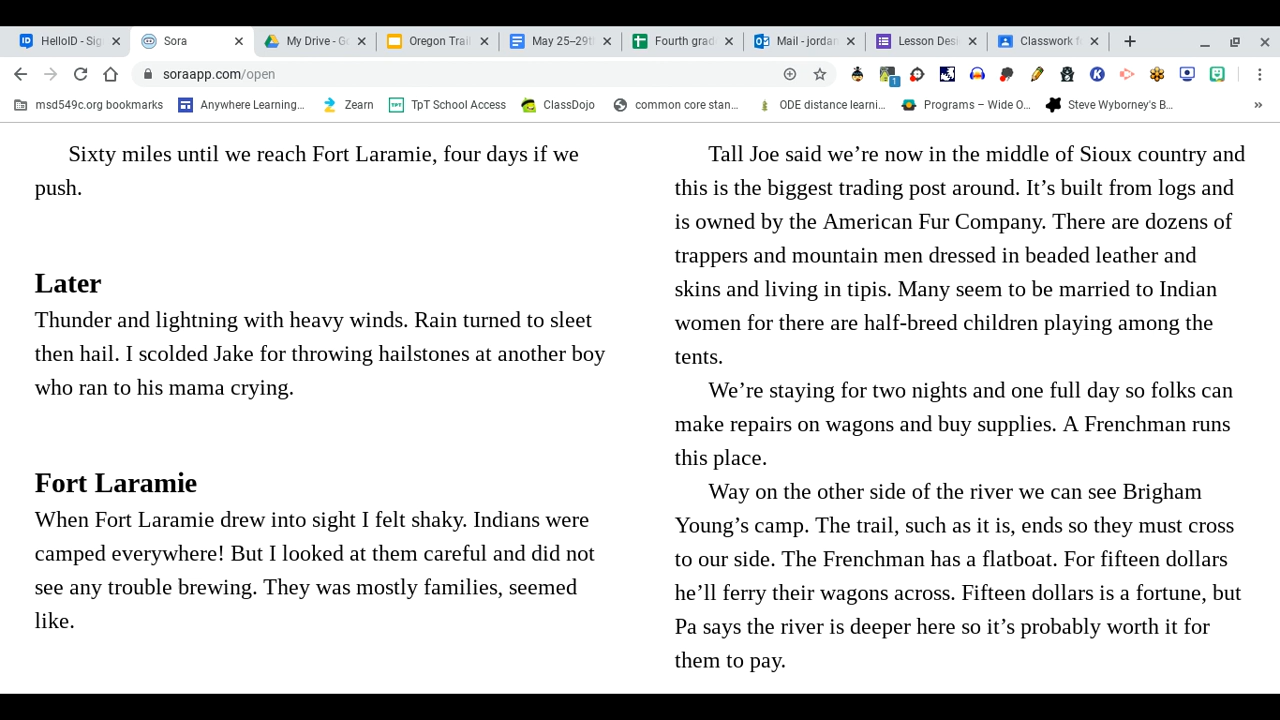 HelloID - Sig
Sora
My Drive - Go
Oregon Trail
May 25–29t
Fourth grad
Mail - jordan
Lesson Desi
Classwork f
soraapp.com/open
1
msd549c.org bookmarks
Anywhere Learning...
Zearn
TpT School Access
ClassDojo
common core stan...
ODE distance learni...
Programs – Wide O...
Steve Wyborney's B...
»
Sixty miles until we reach Fort Laramie, four days if we
push.
Later
Thunder and lightning with heavy winds. Rain turned to sleet
then hail. I scolded Jake for throwing hailstones at another boy
who ran to his mama crying.
Fort Laramie
When Fort Laramie drew into sight I felt shaky. Indians were
camped everywhere! But I looked at them careful and did not
see any trouble brewing. They was mostly families, seemed
like.
Tall Joe said we’re now in the middle of Sioux country and
this is the biggest trading post around. It’s built from logs and
is owned by the American Fur Company. There are dozens of
trappers and mountain men dressed in beaded leather and
skins and living in tipis. Many seem to be married to Indian
women for there are half-breed children playing among the
tents.
We’re staying for two nights and one full day so folks can
make repairs on wagons and buy supplies. A Frenchman runs
this place.
Way on the other side of the river we can see Brigham
Young’s camp. The trail, such as it is, ends so they must cross
to our side. The Frenchman has a flatboat. For fifteen dollars
he’ll ferry their wagons across. Fifteen dollars is a fortune, but
Pa says the river is deeper here so it’s probably worth it for
them to pay.